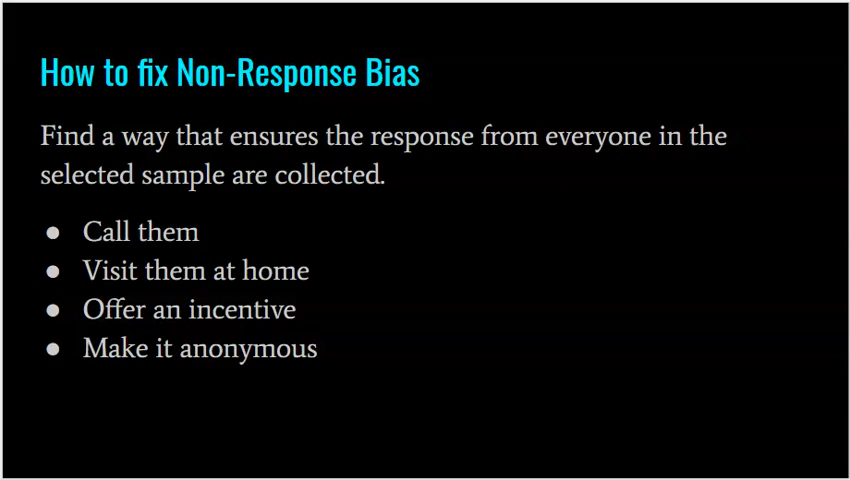 How to fix Non-Response Bias
Find a way that ensures the response from everyone in the
selected sample are collected.
● Call them
● Visit them at home
● Offer an incentive
● Make it anonymous